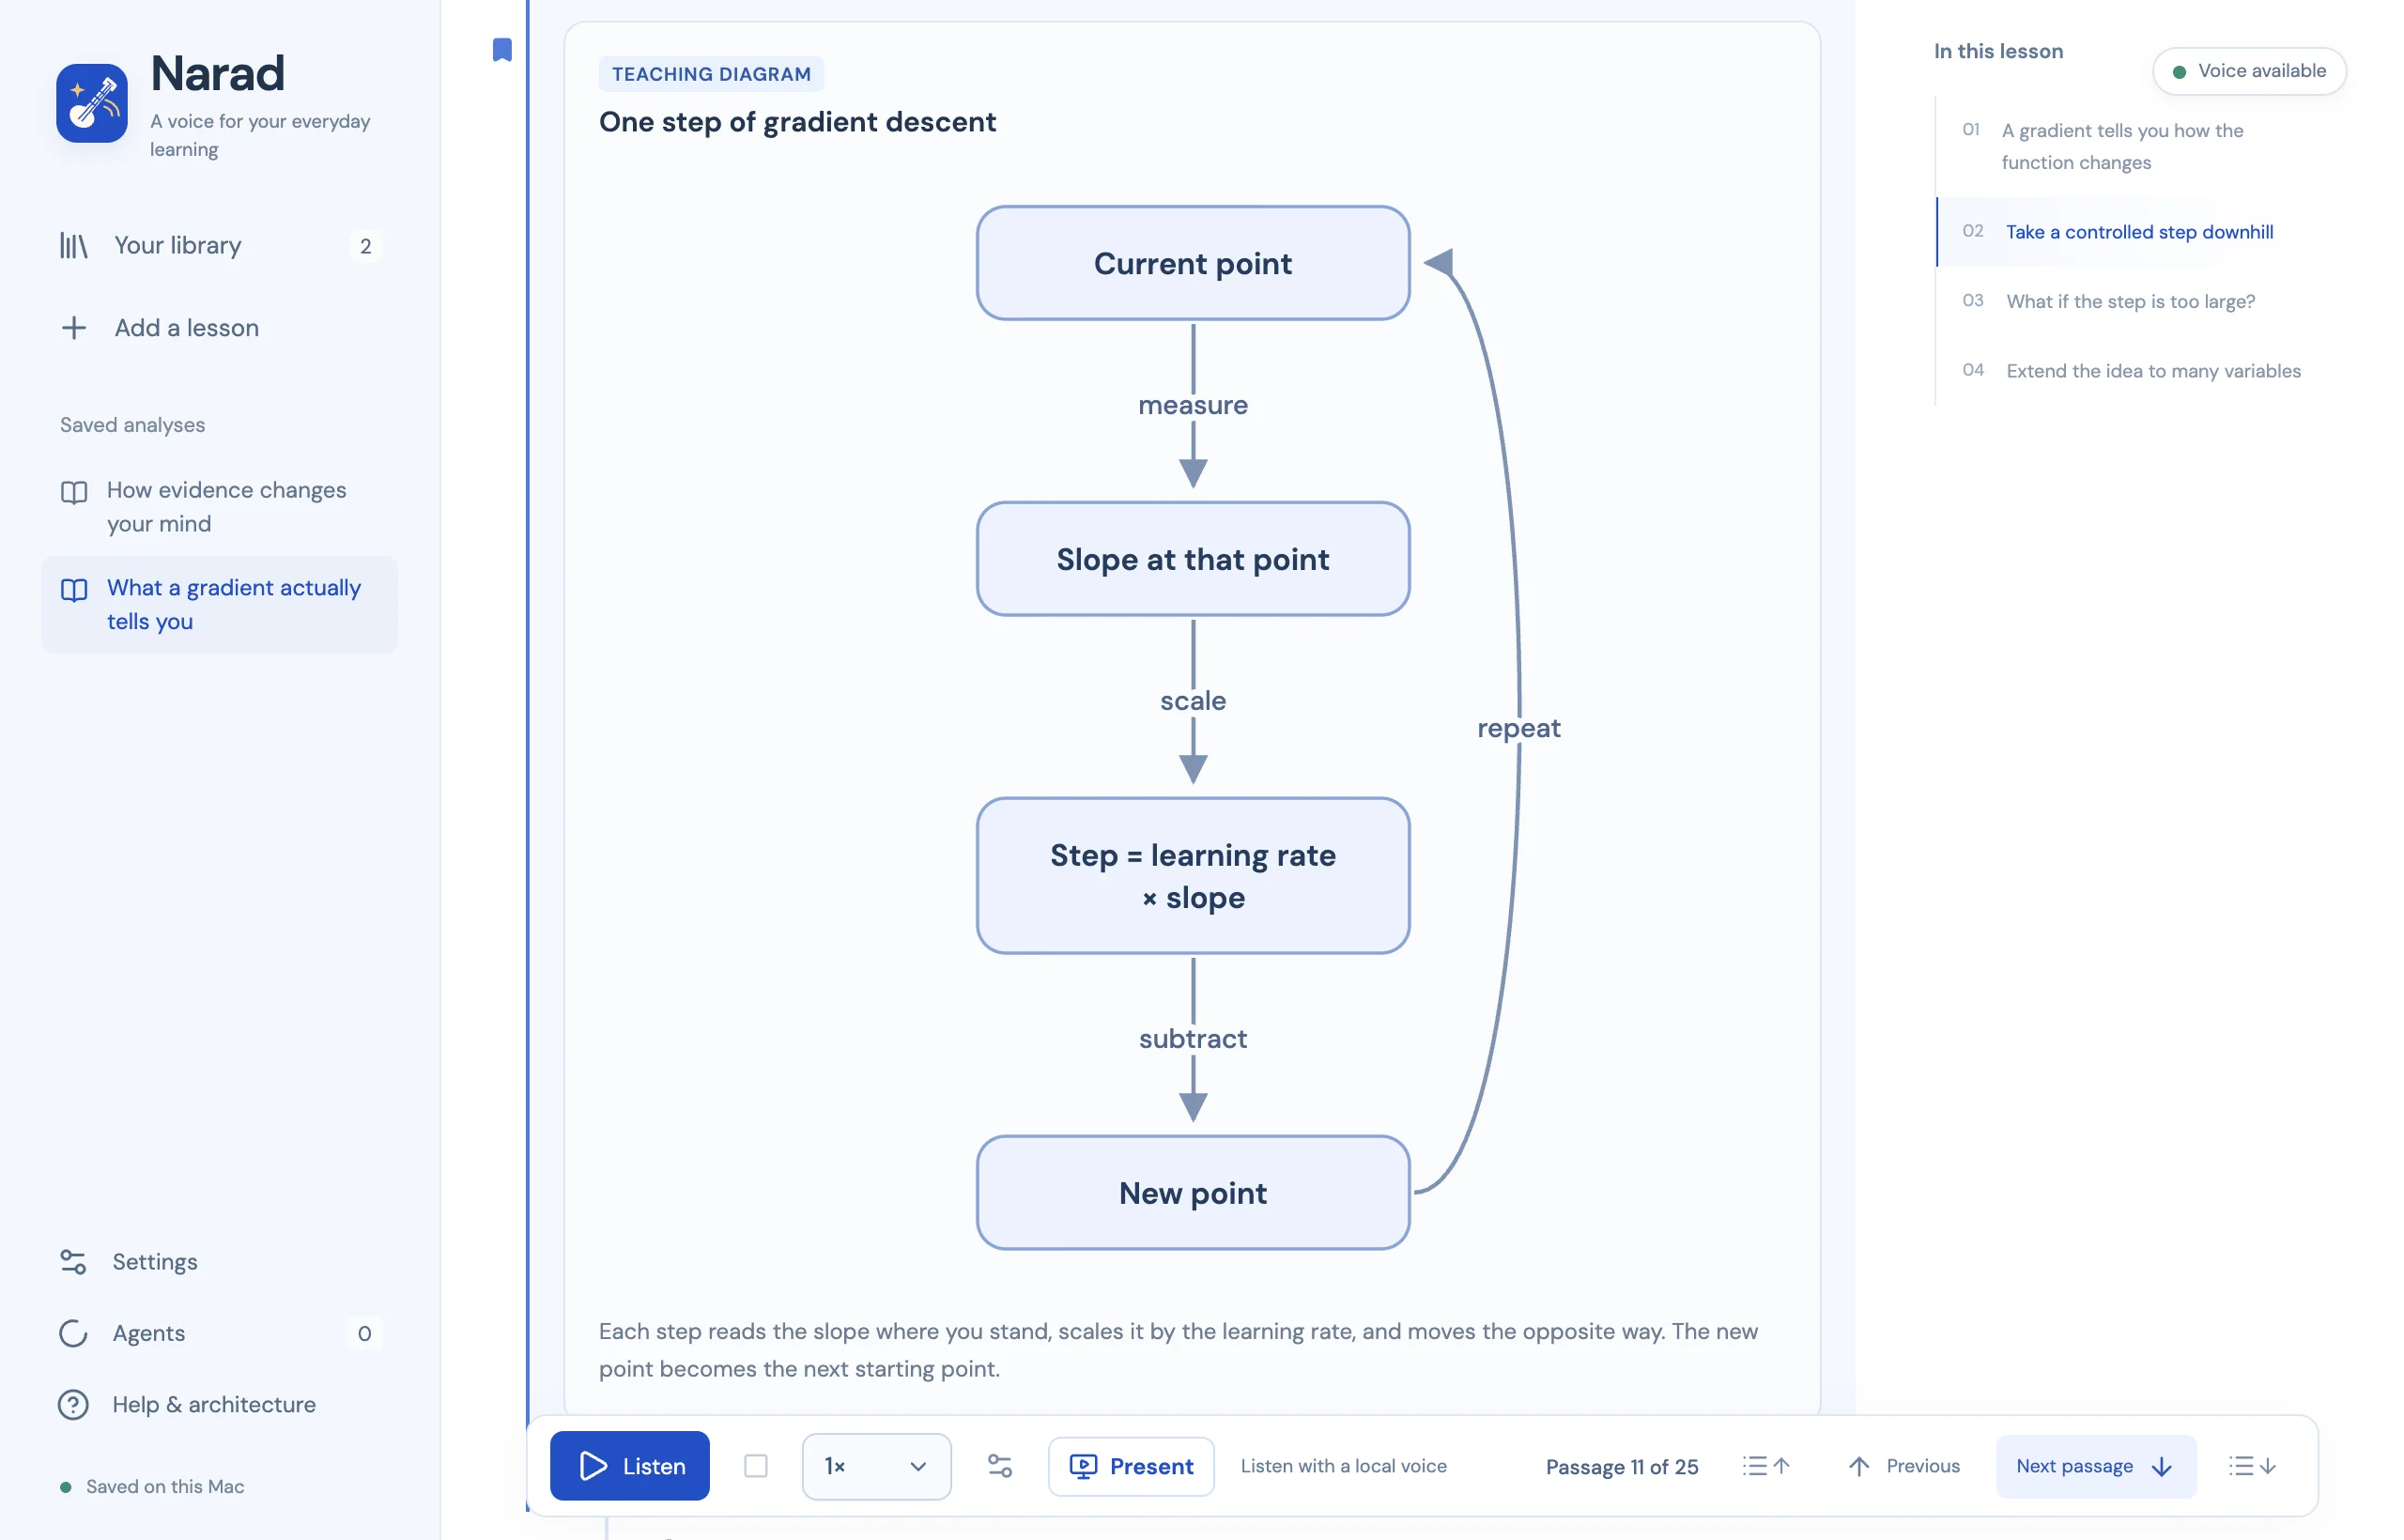 Narad
A voice for your everyday
learning
Your library
2
Add a lesson
Saved analyses
How evidence changes
your mind
What a gradient actually
tells you
Settings
Agents
0
Help & architecture
Saved on this Mac
TEACHING DIAGRAM
One step of gradient descent
Current point
measure
Slope at that point
scale
repeat
Step = learning rate
× slope
subtract
New point
Each step reads the slope where you stand, scales it by the learning rate, and moves the opposite way. The new
point becomes the next starting point.
Listen
1×
Present
Listen with a local voice
Passage 11 of 25
Previous
Next passage
In this lesson
Voice available
01 A gradient tells you how the
function changes
02 Take a controlled step downhill
03 What if the step is too large?
04 Extend the idea to many variables